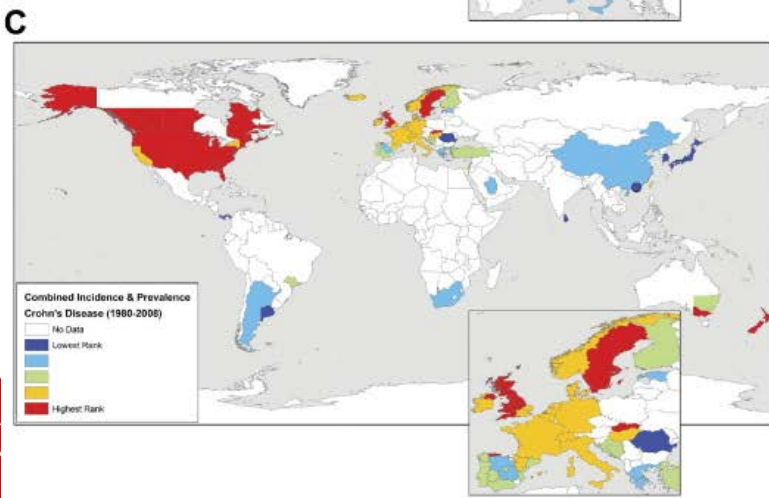 C
Combined Incidence & Prevalence
Crohn's Disease (1980-2008)
No Data
Lowest Rank
Highest Rank